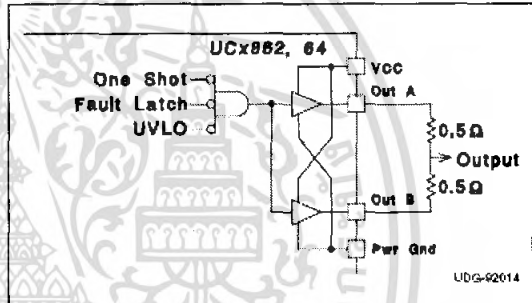 UCx862, 64
One Shot
Fault Latch
UVLO
VCC
Out A
0.5Ω
Output
0.5Ω
Out B
Pwr Gnd
UDG-92014